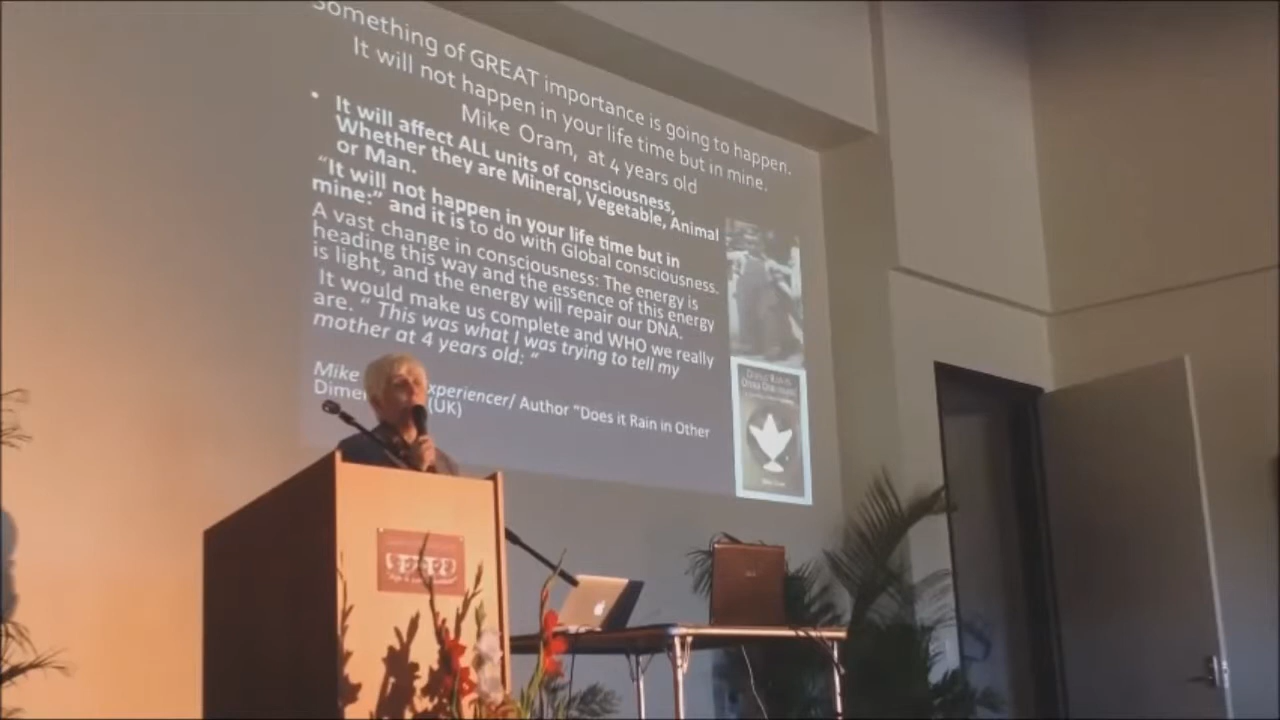 Something of GREAT importance is going to happen.
It will not happen in your life time but in mine.
Mike Oram, at 4 years old
• It will affect ALL units of consciousness,
Whether they are Mineral, Vegetable, Animal
or Man.
“It will not happen in your life time but in
mine:” and it is to do with Global consciousness.
A vast change in consciousness: The energy is
heading this way and the essence of this energy
is light, and the energy will repair our DNA.
It would make us complete and WHO we really
are. “ This was what I was trying to tell my
mother at 4 years old: “
Mike xperiencer/ Author "Does it Rain in Other
Dime (UK)